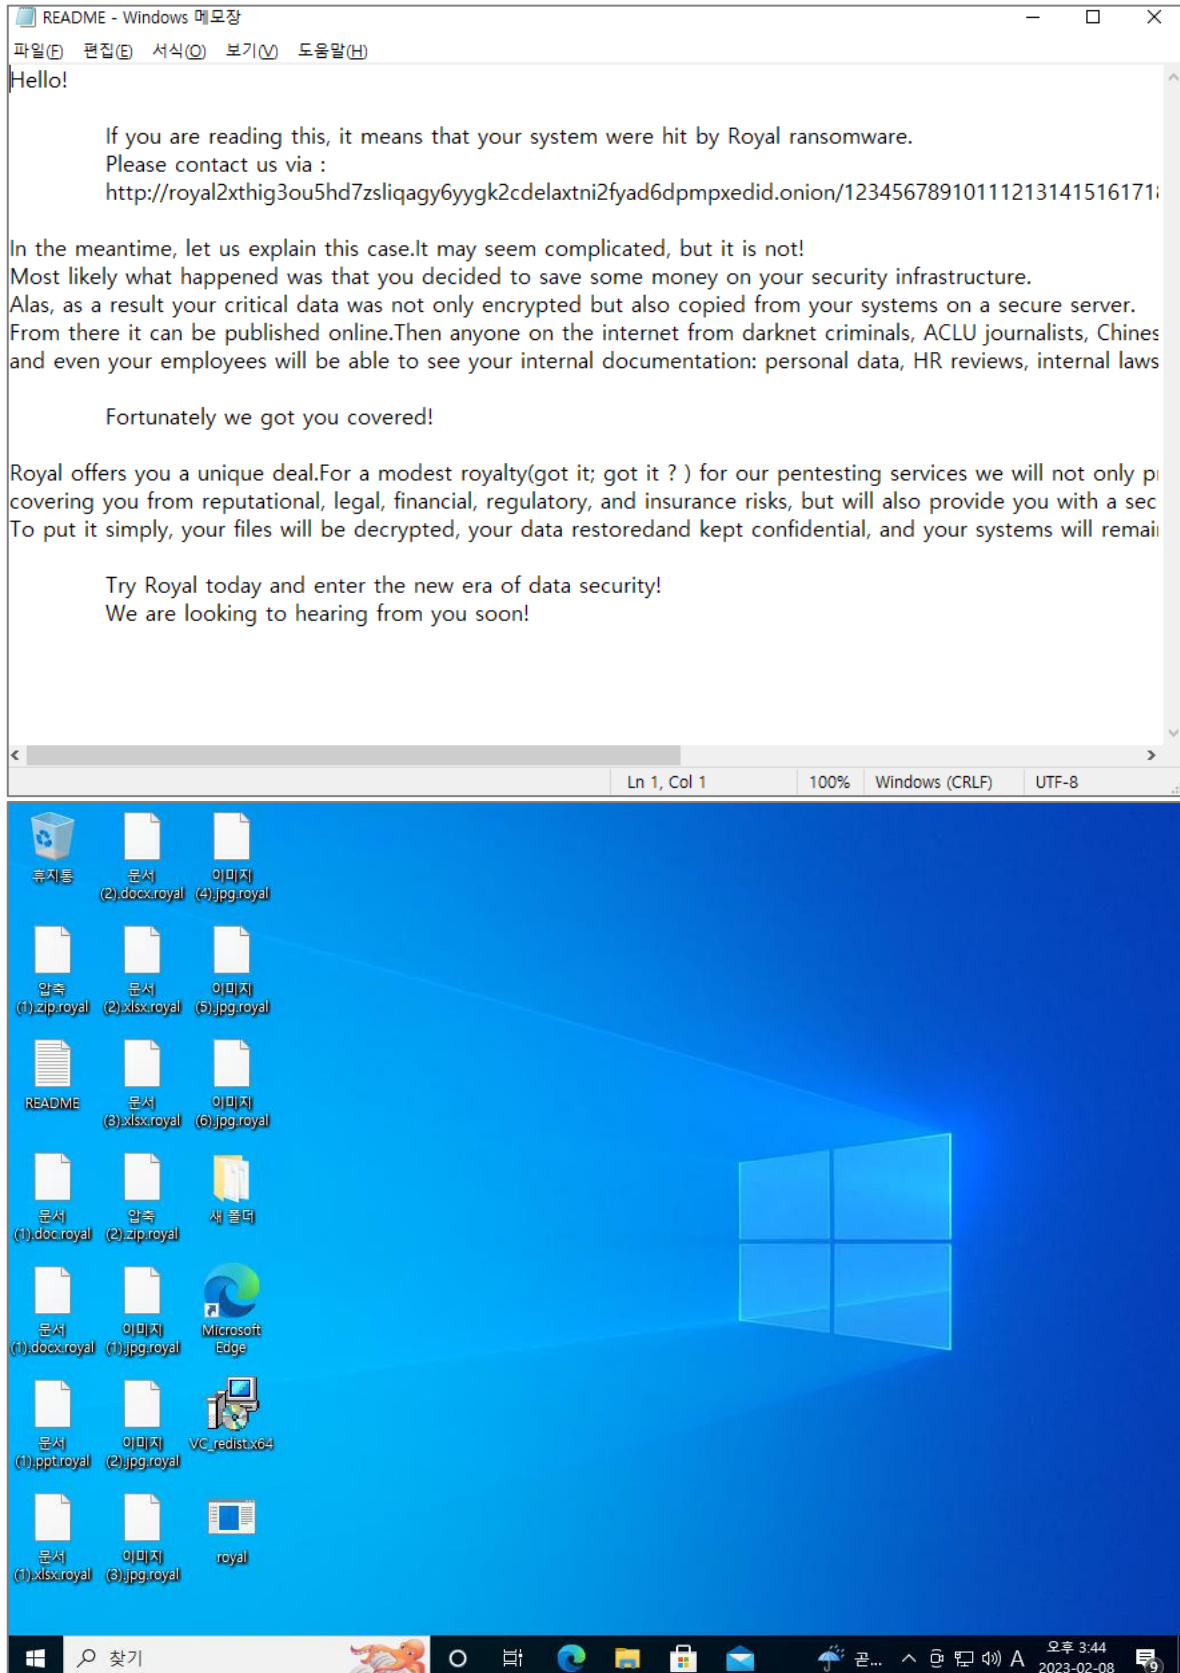 README - Windows 메모장
파일(F) 편집(E) 서식(O) 보기(V) 도움말(H)
Hello!
If you are reading this, it means that your system were hit by Royal ransomware.
Please contact us via :
http://royal2xthig3ou5hd7zsliqagy6yygk2cdelaxtni2fyad6dpmpxedid.onion/12345678910111213141516171
In the meantime, let us explain this case.It may seem complicated, but it is not!
Most likely what happened was that you decided to save some money on your security infrastructure.
Alas, as a result your critical data was not only encrypted but also copied from your systems on a secure server.
From there it can be published online.Then anyone on the internet from darknet criminals, ACLU journalists, Chines
and even your employees will be able to see your internal documentation: personal data, HR reviews, internal laws
Fortunately we got you covered!
Royal offers you a unique deal.For a modest royalty(got it; got it ? ) for our pentesting services we will not only p
covering you from reputational, legal, financial, regulatory, and insurance risks, but will also provide you with a sec
To put it simply, your files will be decrypted, your data restoredand kept confidential, and your systems will remai
Try Royal today and enter the new era of data security!
We are looking to hearing from you soon!
Ln 1, Col 1 100% Windows (CRLF) UTF-8
휴지통 문서 이미지
(2).docx.royal (4).jpg.royal
압축 문서 이미지
(1).zip.royal (2).xlsx.royal (5).jpg.royal
README 문서 이미지
(3).xlsx.royal (6).jpg.royal
문서 압축 새 폴더
(1).doc.royal (2).zip.royal
문서 이미지 Microsoft
(1).docx.royal (1).jpg.royal Edge
문서 이미지 VC_redist.x64
(1).ppt.royal (2).jpg.royal
문서 이미지 royal
(1).xlsx.royal (3).jpg.royal
찾기 곧... A 오후 3:44
2023-02-08 9